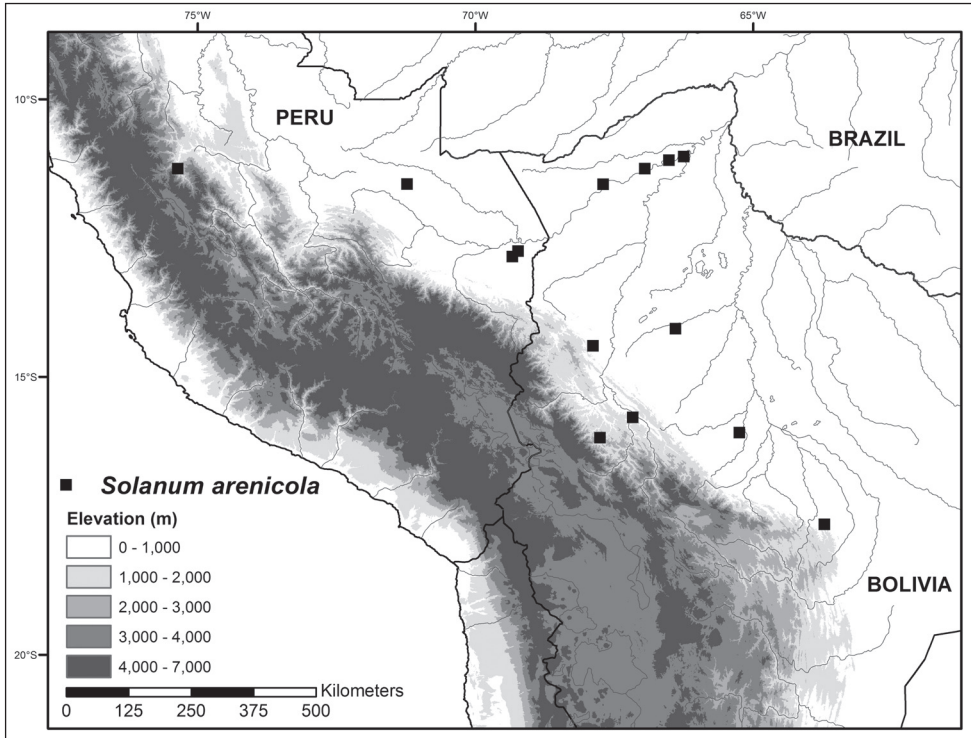 75°W 70°W 65°W
10°S
PERU
BRAZIL
15°S
Solanum arenicola
Elevation (m)
0 - 1,000
1,000 - 2,000
2,000 - 3,000
3,000 - 4,000
4,000 - 7,000
BOLIVIA
20°S
Kilometers
0 125 250 375 500